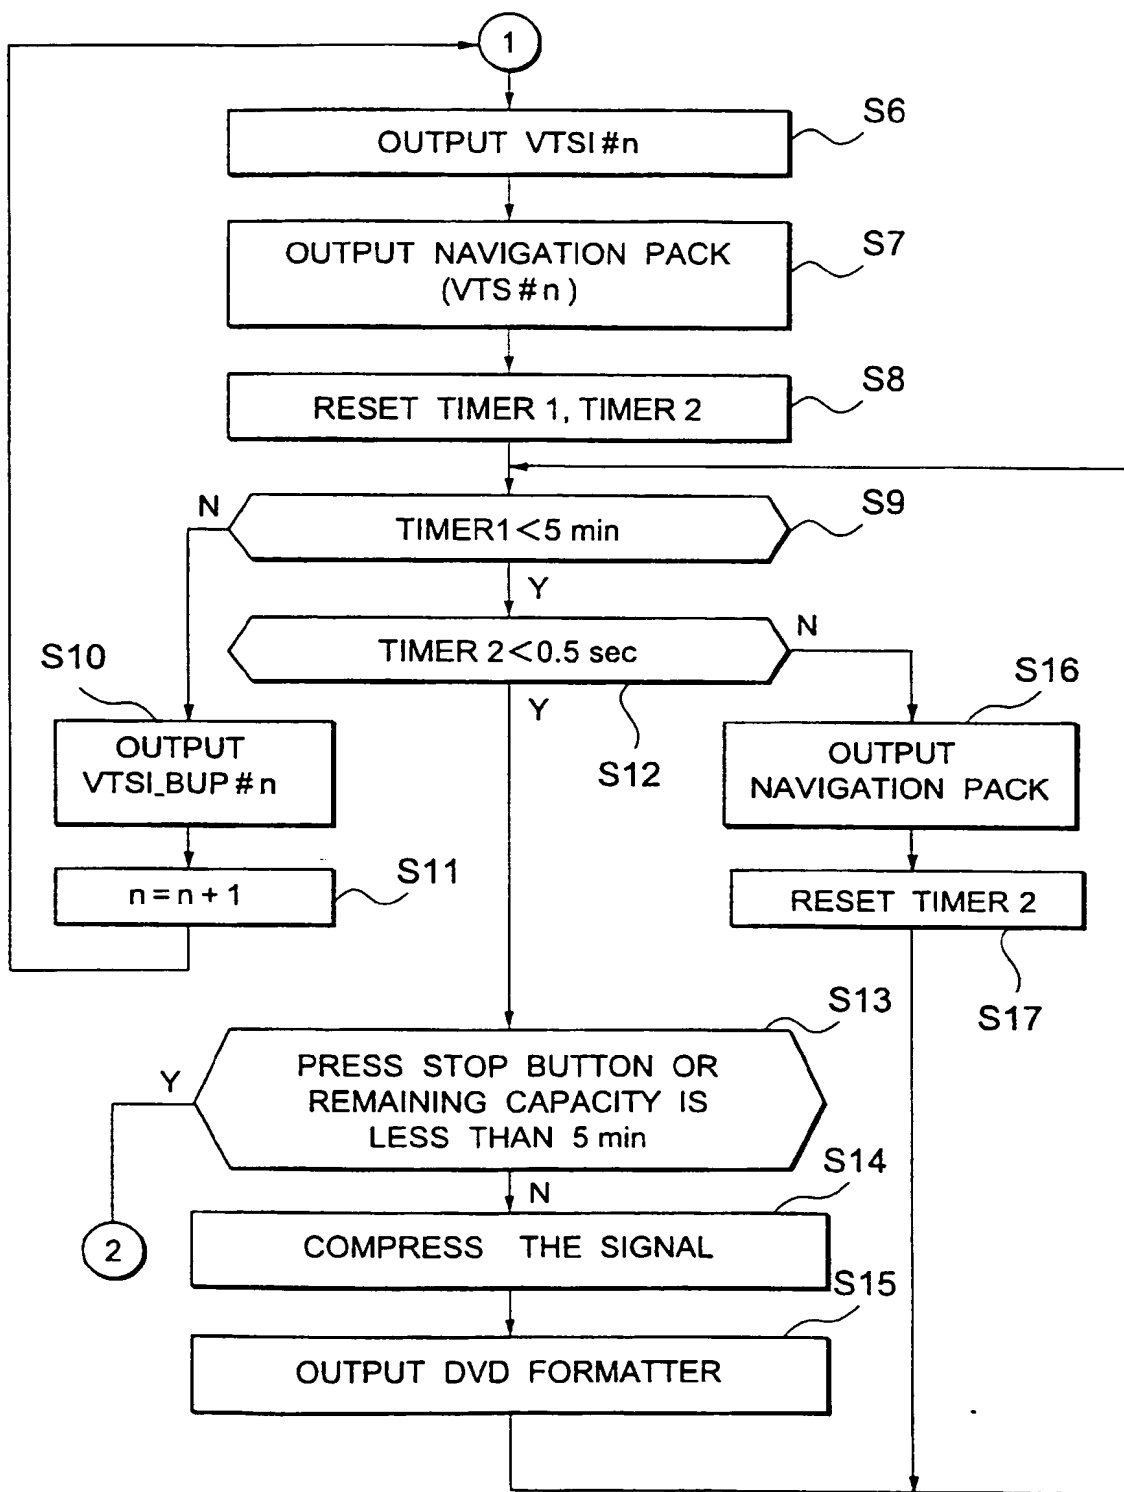 1
OUTPUT VTSI#n
S6
OUTPUT NAVIGATION PACK
(VTS#n)
S7
RESET TIMER 1, TIMER 2
S8
N
TIMER1<5 min
S9
Y
TIMER 2<0.5 sec
N
S10
Y
S12
S16
OUTPUT
VTSI_BUP#n
OUTPUT
NAVIGATION PACK
n=n+1
S11
RESET TIMER 2
S17
S13
Y
PRESS STOP BUTTON OR
REMAINING CAPACITY IS
LESS THAN 5 min
N
S14
2
COMPRESS THE SIGNAL
S15
OUTPUT DVD FORMATTER